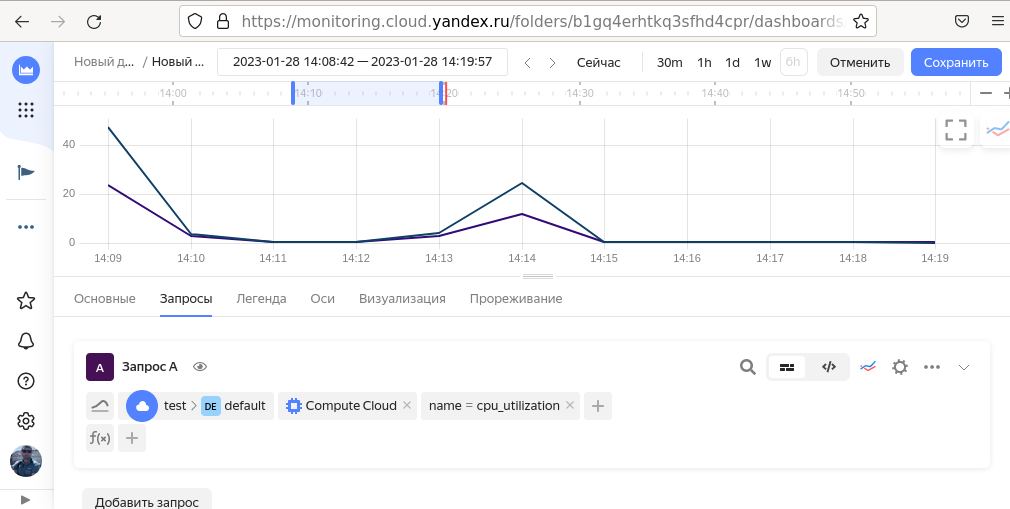 https://monitoring.cloud.yandex.ru/folders/b1gq4erhtkq3sfhd4cpr/dashboards
Новый д... / Новый ... 2023-01-28 14:08:42 — 2023-01-28 14:19:57 Сейчас 30m 1h 1d 1w 6h Отменить Сохранить
14:00 14:10 14:20 14:30 14:40 14:50
40
20
0
14:09 14:10 14:11 14:12 14:13 14:14 14:15 14:16 14:17 14:18 14:19
Основные Запросы Легенда Оси Визуализация Прореживание
A Запрос A
test DE default Compute Cloud name = cpu_utilization
f(x)
Добавить запрос